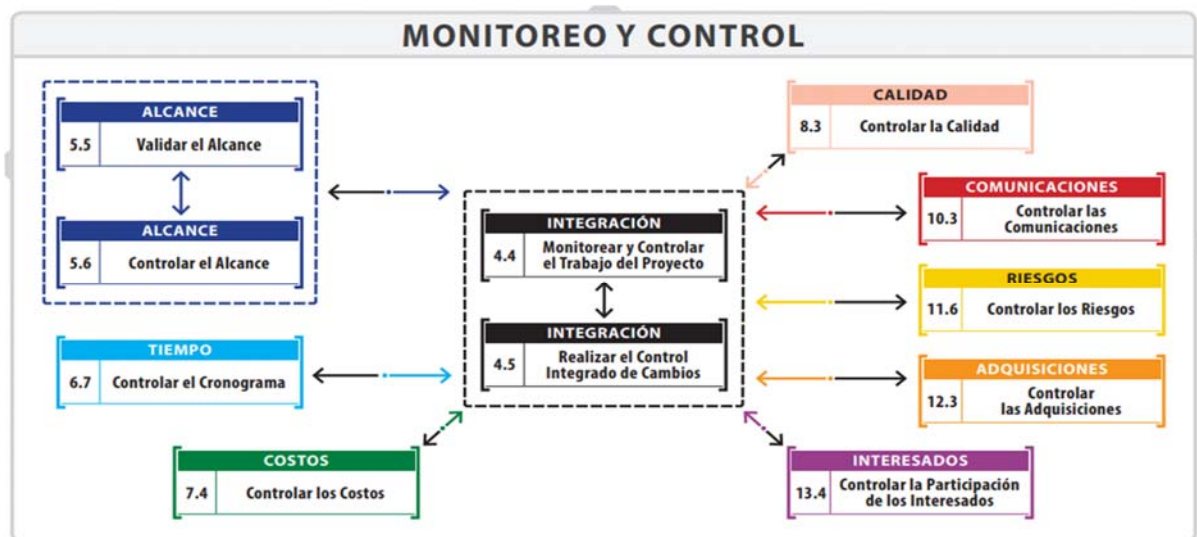 MONITOREO Y CONTROL
ALCANCE
5.5
Validar el Alcance
ALCANCE
5.6
Controlar el Alcance
TIEMPO
6.7
Controlar el Cronograma
COSTOS
7.4
Controlar los Costos
INTEGRACIÓN
4.4
Monitorear y Controlar
el Trabajo del Proyecto
INTEGRACIÓN
4.5
Realizar el Control
Integrado de Cambios
CALIDAD
8.3
Controlar la Calidad
COMUNICACIONES
10.3
Controlar las
Comunicaciones
RIESGOS
11.6
Controlar los Riesgos
ADQUISICIONES
12.3
Controlar
las Adquisiciones
INTERESADOS
13.4
Controlar la Participación
de los Interesados